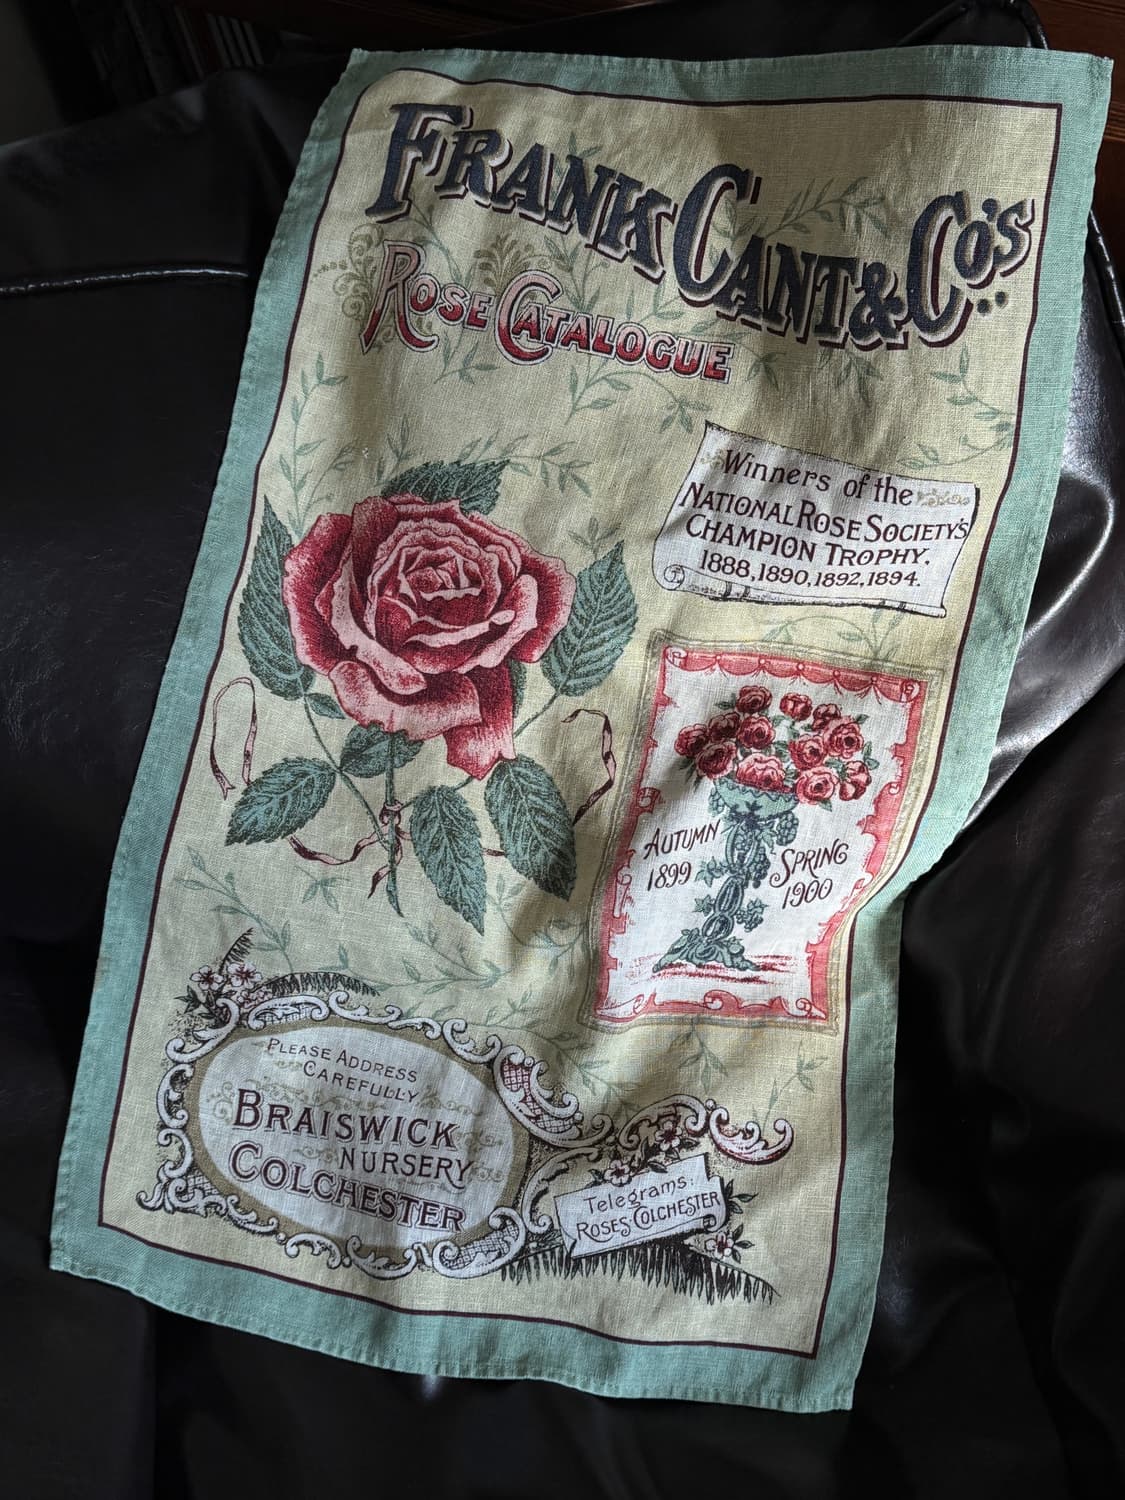 FRANK CANT & Co's
ROSE CATALOGUE
Winners of the
NATIONAL ROSE SOCIETY'S
CHAMPION TROPHY.
1888, 1890, 1892, 1894.
AUTUMN
1899
SPRING
1900
PLEASE ADDRESS
CAREFULLY
BRAISWICK
NURSERY
COLCHESTER
Telegrams:
ROSES, COLCHESTER